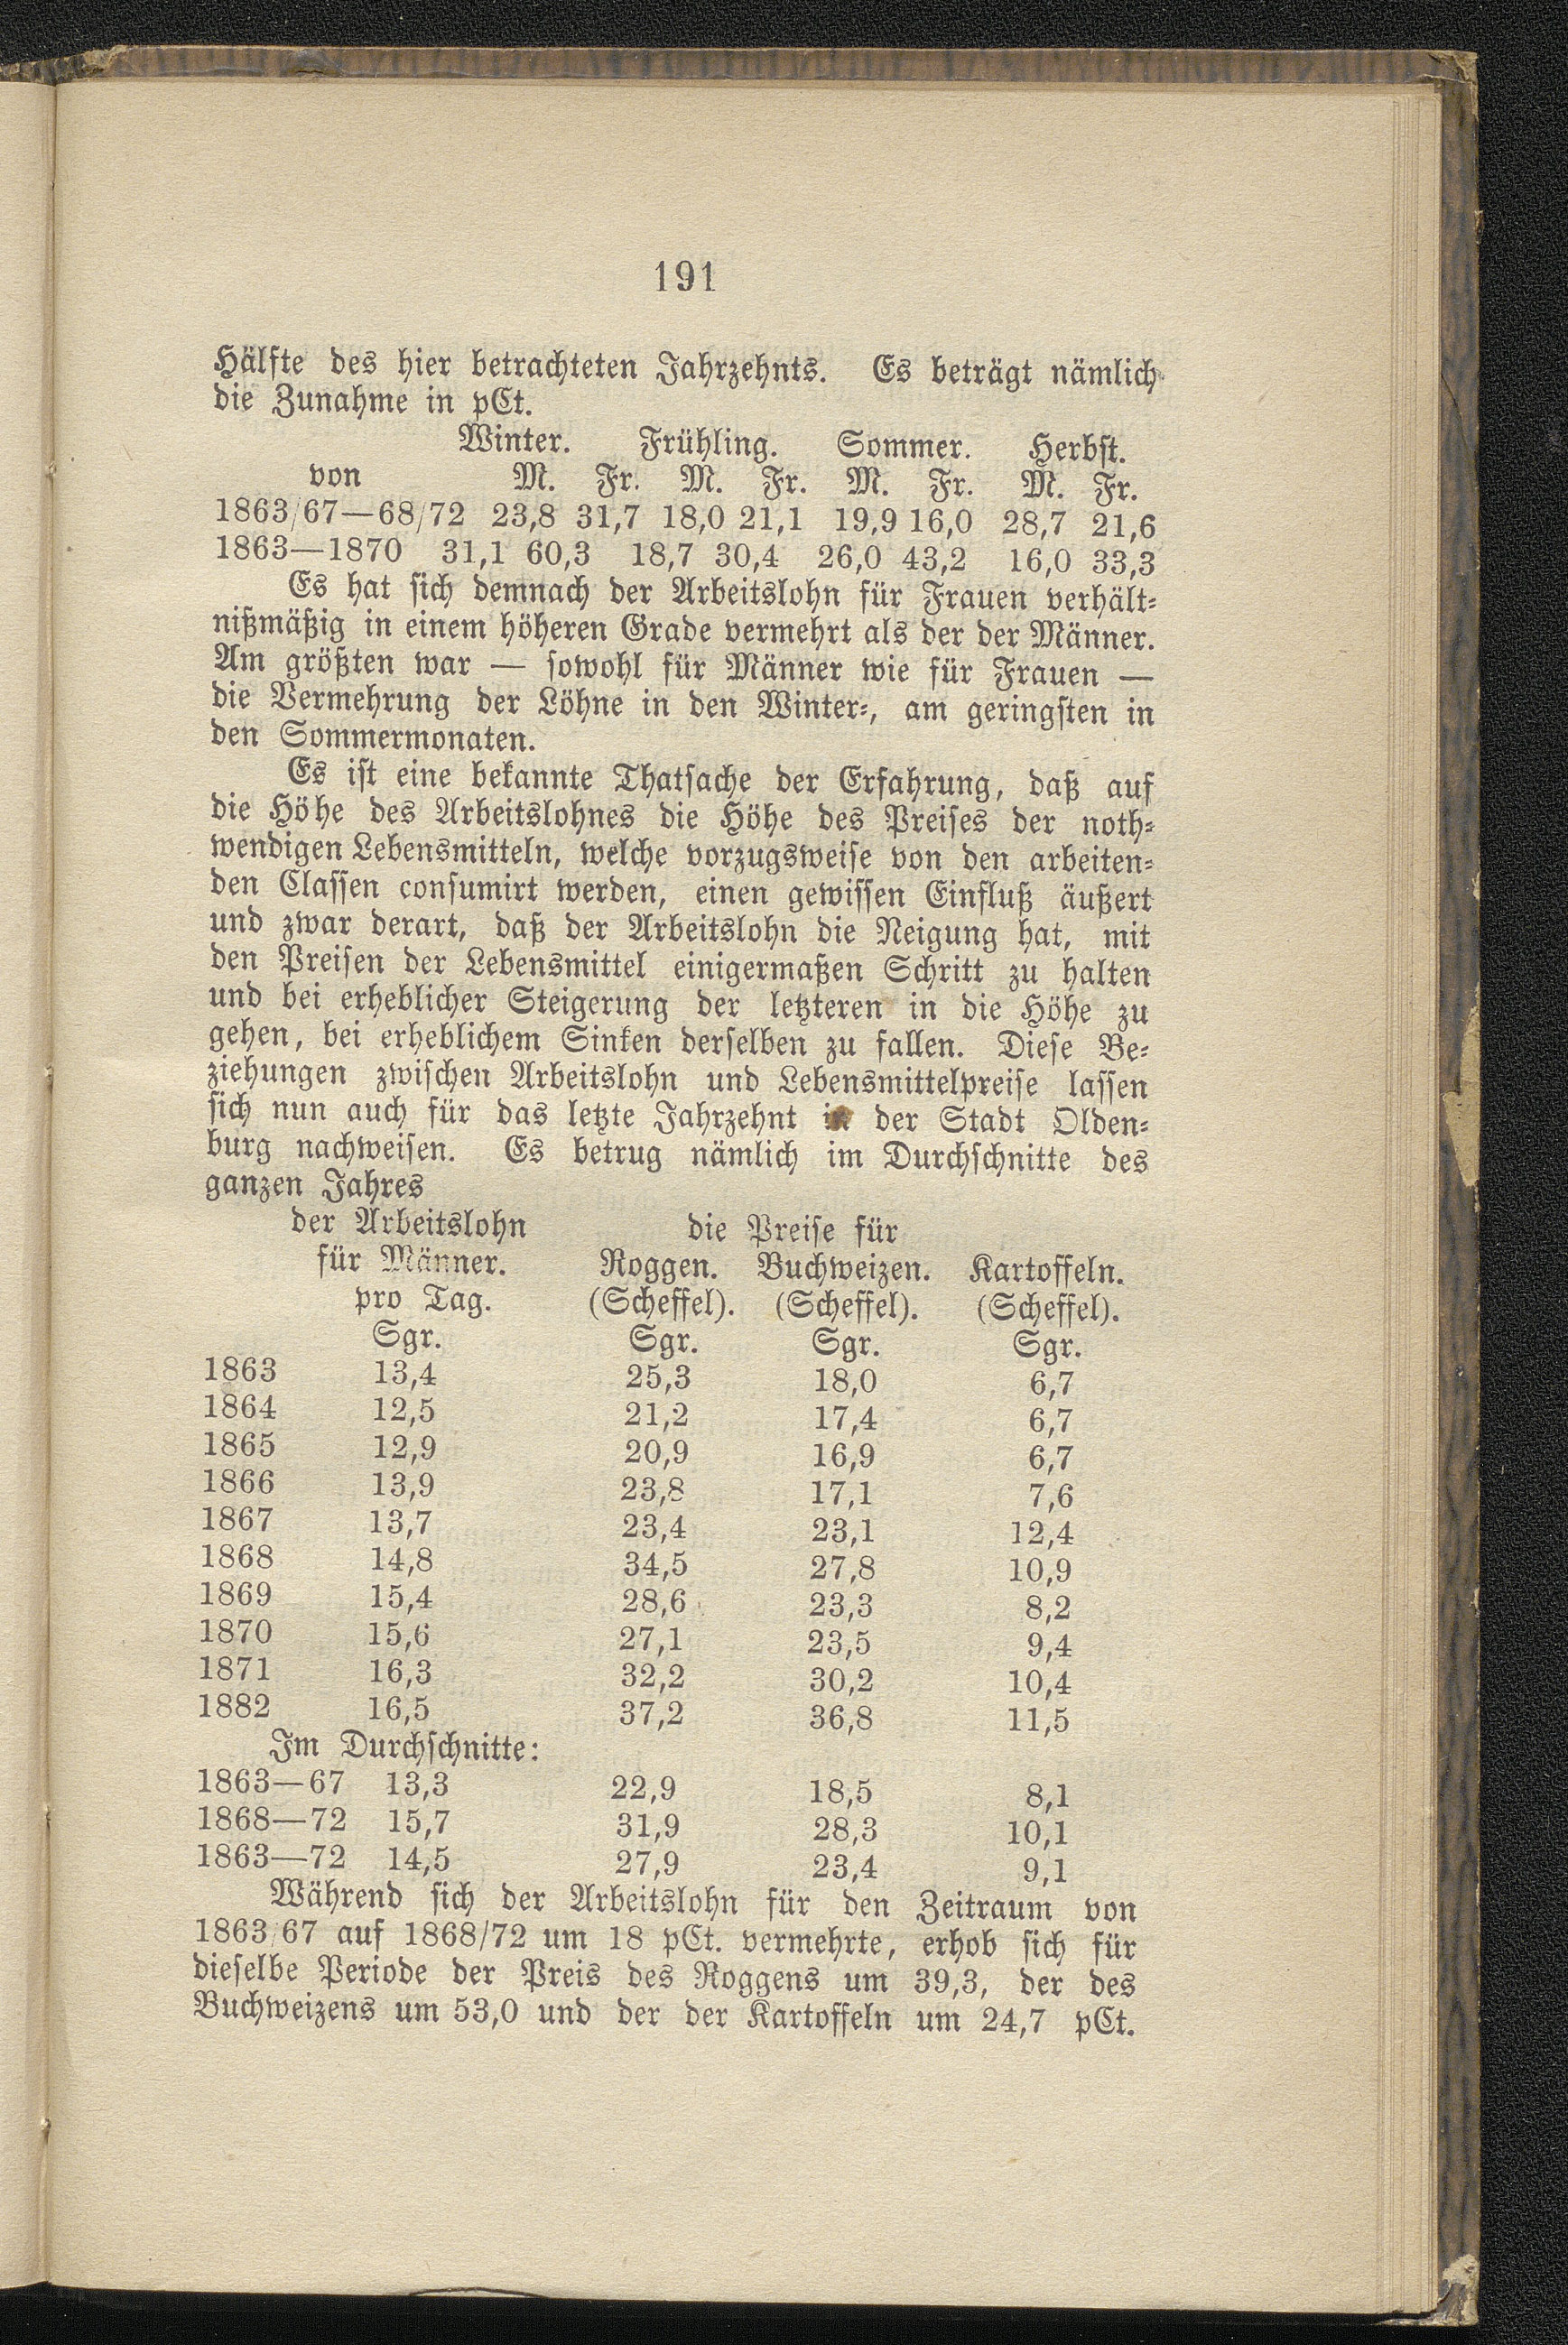 191
Hälfte des hier betrachteten Jahrzehnts. Es beträgt nämlich
die Zunahme in pCt.
Winter. Frühling. Sommer. Herbst.
von M. Fr. M. Fr. M. Fr. M. Fr.
1863/67—68/72 23,8 31,7 18,0 21,1 19,9 16,0 28,7 21,6
1863—1870 31,1 60,3 18,7 30,4 26,0 43,2 16,0 33,3
Es hat sich demnach der Arbeitslohn für Frauen verhält-
nißmäßig in einem höheren Grade vermehrt als der der Männer.
Am größten war — sowohl für Männer wie für Frauen —
die Vermehrung der Löhne in den Winter-, am geringsten in
den Sommermonaten.
Es ist eine bekannte Thatsache der Erfahrung, daß auf
die Höhe des Arbeitslohnes die Höhe des Preises der noth-
wendigen Lebensmitteln, welche vorzugsweise von den arbeiten-
den Classen consumirt werden, einen gewissen Einfluß äußert
und zwar derart, daß der Arbeitslohn die Neigung hat, mit
den Preisen der Lebensmittel einigermaßen Schritt zu halten
und bei erheblicher Steigerung der letzteren in die Höhe zu
gehen, bei erheblichem Sinken derselben zu fallen. Diese Be-
ziehungen zwischen Arbeitslohn und Lebensmittelpreise lassen
sich nun auch für das letzte Jahrzehnt in der Stadt Olden-
burg nachweisen. Es betrug nämlich im Durchschnitte des
ganzen Jahres
der Arbeitslohn die Preise für
für Männer. Roggen. Buchweizen. Kartoffeln.
pro Tag. (Scheffel). (Scheffel). (Scheffel).
Sgr. Sgr. Sgr. Sgr.
1863 13,4 25,3 18,0 6,7
1864 12,5 21,2 17,4 6,7
1865 12,9 20,9 16,9 6,7
1866 13,9 23,8 17,1 7,6
1867 13,7 23,4 23,1 12,4
1868 14,8 34,5 27,8 10,9
1869 15,4 28,6 23,3 8,2
1870 15,6 27,1 23,5 9,4
1871 16,3 32,2 30,2 10,4
1882 16,5 37,2 36,8 11,5
Im Durchschnitte:
1863—67 13,3 22,9 18,5 8,1
1868—72 15,7 31,9 28,3 10,1
1863—72 14,5 27,9 23,4 9,1
Während sich der Arbeitslohn für den Zeitraum von
1863/67 auf 1868/72 um 18 pCt. vermehrte, erhob sich für
dieselbe Periode der Preis des Roggens um 39,3, der des
Buchweizens um 53,0 und der der Kartoffeln um 24,7 pCt.